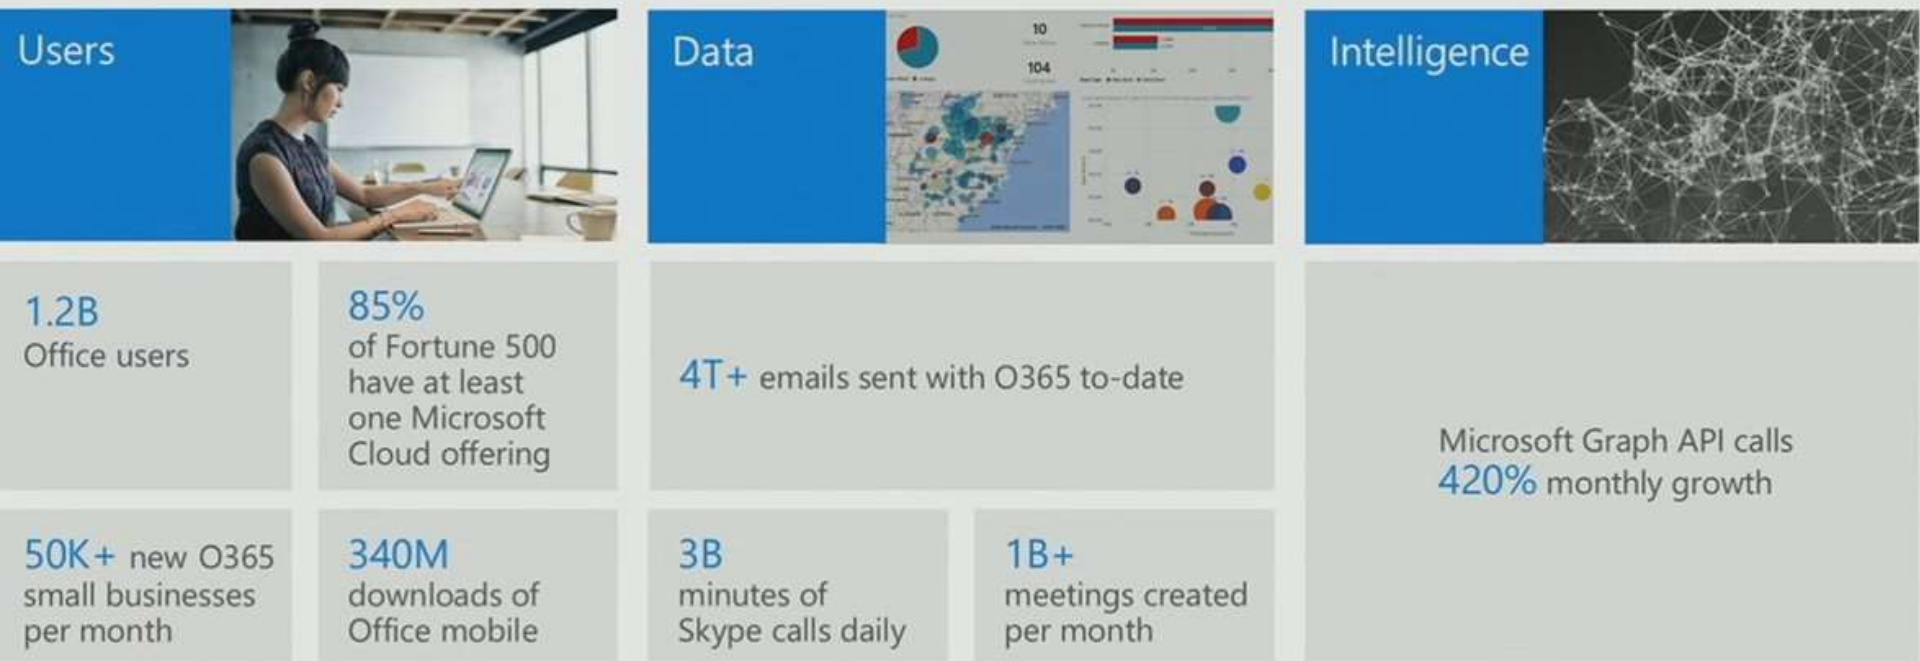 Users
Data
10
104
Intelligence
1.2B
Office users
85%
of Fortune 500
have at least
one Microsoft
Cloud offering
4T+ emails sent with O365 to-date
Microsoft Graph API calls
420% monthly growth
50K+ new O365
small businesses
per month
340M
downloads of
Office mobile
3B
minutes of
Skype calls daily
1B+
meetings created
per month